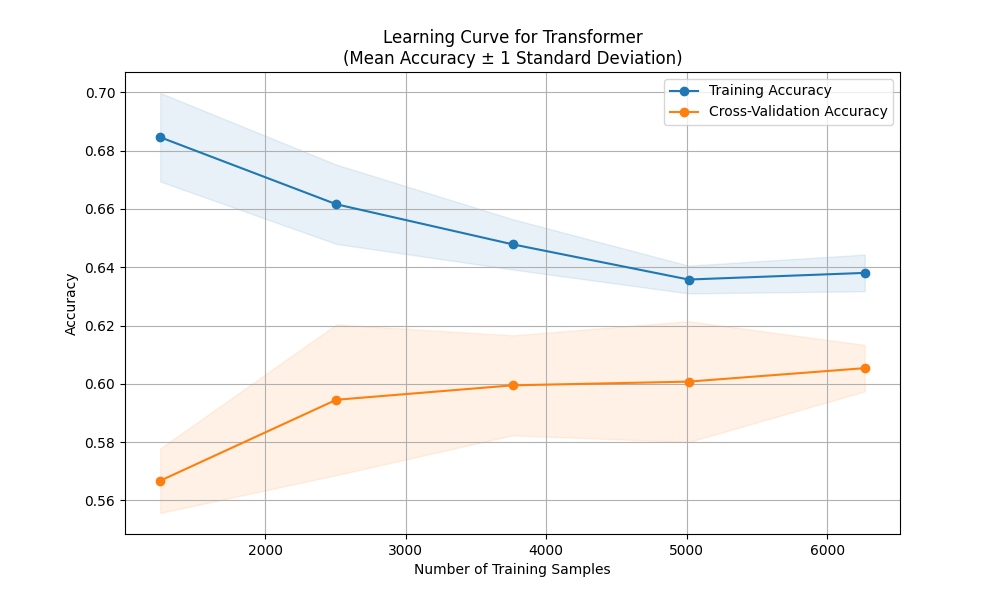 Learning Curve for Transformer
(Mean Accuracy ± 1 Standard Deviation)
Training Accuracy
Cross-Validation Accuracy
Accuracy
0.70
0.68
0.66
0.64
0.62
0.60
0.58
0.56
2000 3000 4000 5000 6000
Number of Training Samples